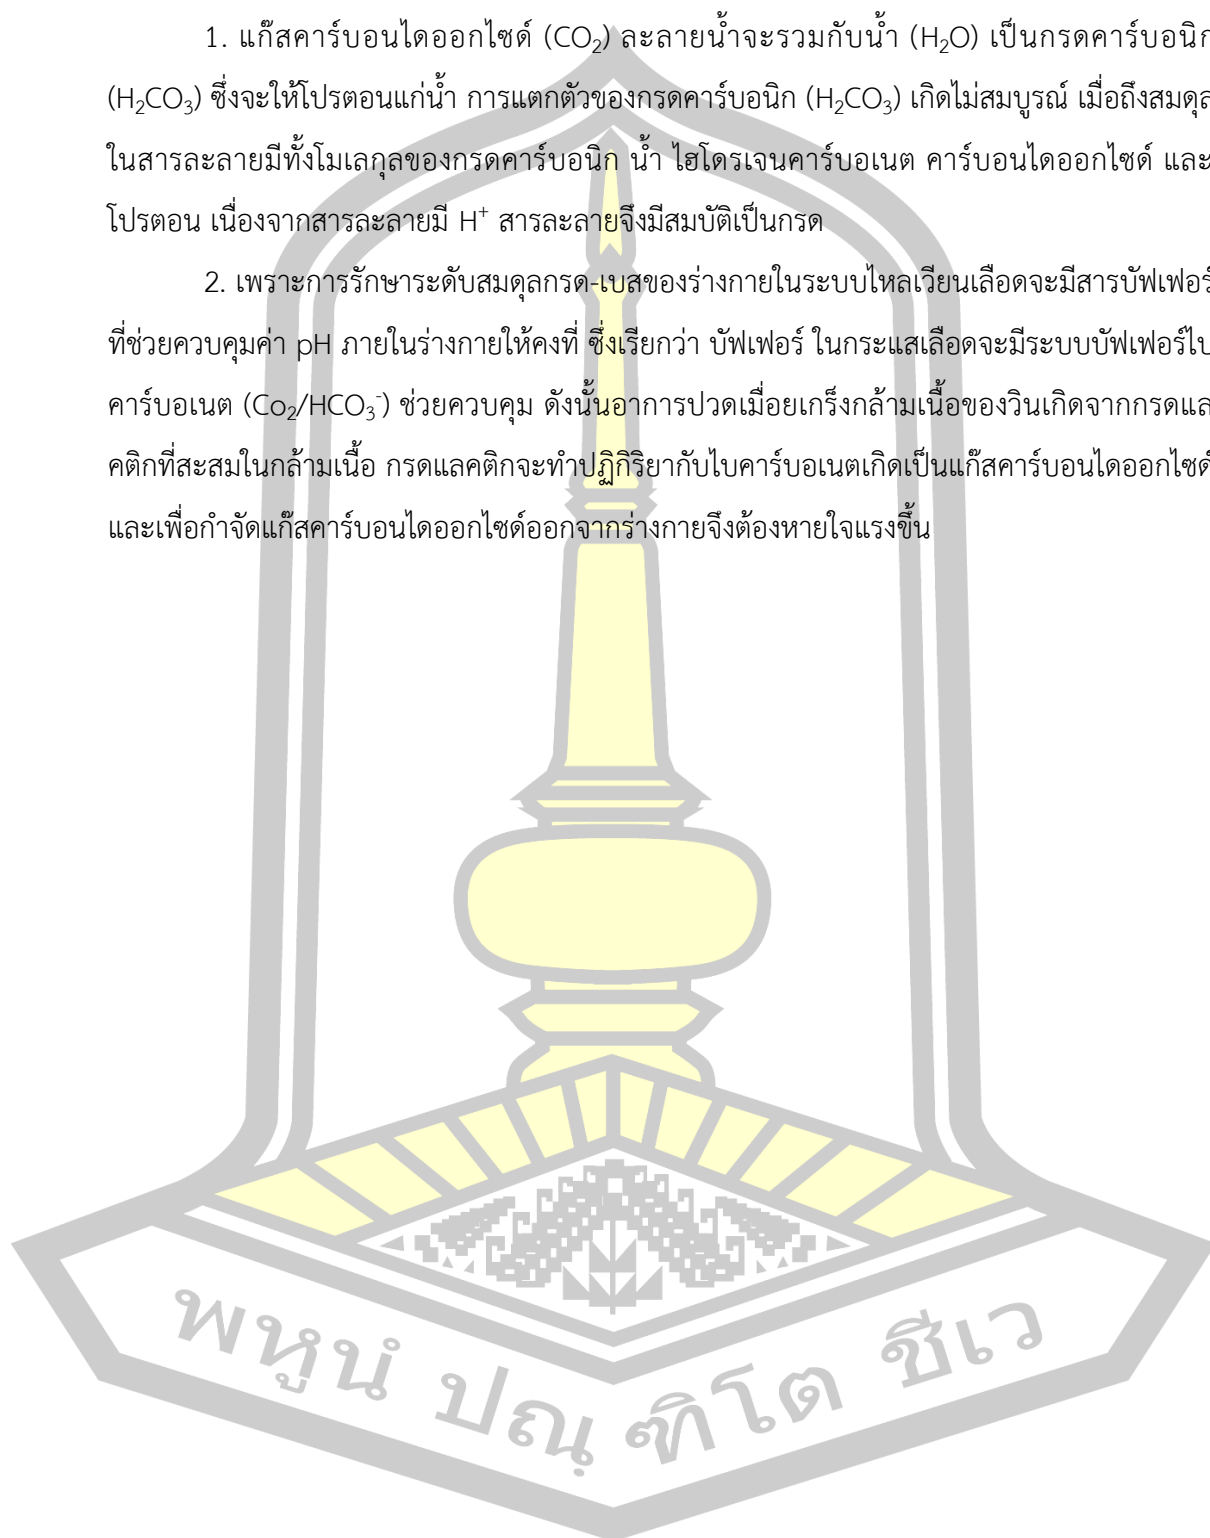 1. แก๊สคาร์บอนไดออกไซด์ (CO₂) ละลายน้ำจะรวมกับน้ำ (H₂O) เป็นกรดคาร์บอนิก
(H₂CO₃) ซึ่งจะให้โปรตอนแก่น้ำ การแตกตัวของกรดคาร์บอนิก (H₂CO₃) เกิดไม่สมบูรณ์ เมื่อถึงสมดุล
ในสารละลายมีทั้งโมเลกุลของกรดคาร์บอนิก น้ำ ไฮโดรเจนคาร์บอเนต คาร์บอนไดออกไซด์ และ
โปรตอน เนื่องจากสารละลายมี H⁺ สารละลายจึงมีสมบัติเป็นกรด
2. เพราะการรักษาระดับสมดุลกรด-เบสของร่างกายในระบบไหลเวียนเลือดจะมีสารบัฟเฟอร์
ที่ช่วยควบคุมค่า pH ภายในร่างกายให้คงที่ ซึ่งเรียกว่า บัฟเฟอร์ ในกระแสเลือดจะมีระบบบัฟเฟอร์ไบ
คาร์บอเนต (Co₂/HCO₃⁻) ช่วยควบคุม ดังนั้นอาการปวดเมื่อยเกร็งกล้ามเนื้อของวินเกิดจากกรดแล
คติกที่สะสมในกล้ามเนื้อ กรดแลคติกจะทำปฏิกิริยากับไบคาร์บอเนตเกิดเป็นแก๊สคาร์บอนไดออกไซด์
และเพื่อกำจัดแก๊สคาร์บอนไดออกไซด์ออกจากร่างกายจึงต้องหายใจแรงขึ้น
พหูนํ ปณฺ ฑิโต ชีเว